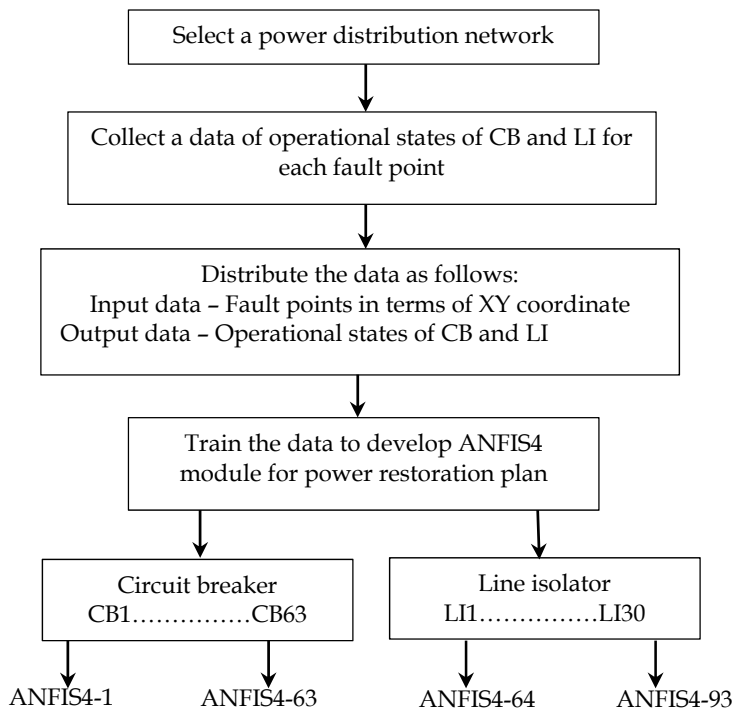 Select a power distribution network
Collect a data of operational states of CB and LI for
each fault point
Distribute the data as follows:
Input data – Fault points in terms of XY coordinate
Output data – Operational states of CB and LI
Train the data to develop ANFIS4
module for power restoration plan
Circuit breaker
CB1……………CB63
Line isolator
LI1……………LI30
ANFIS4-1
ANFIS4-63
ANFIS4-64
ANFIS4-93